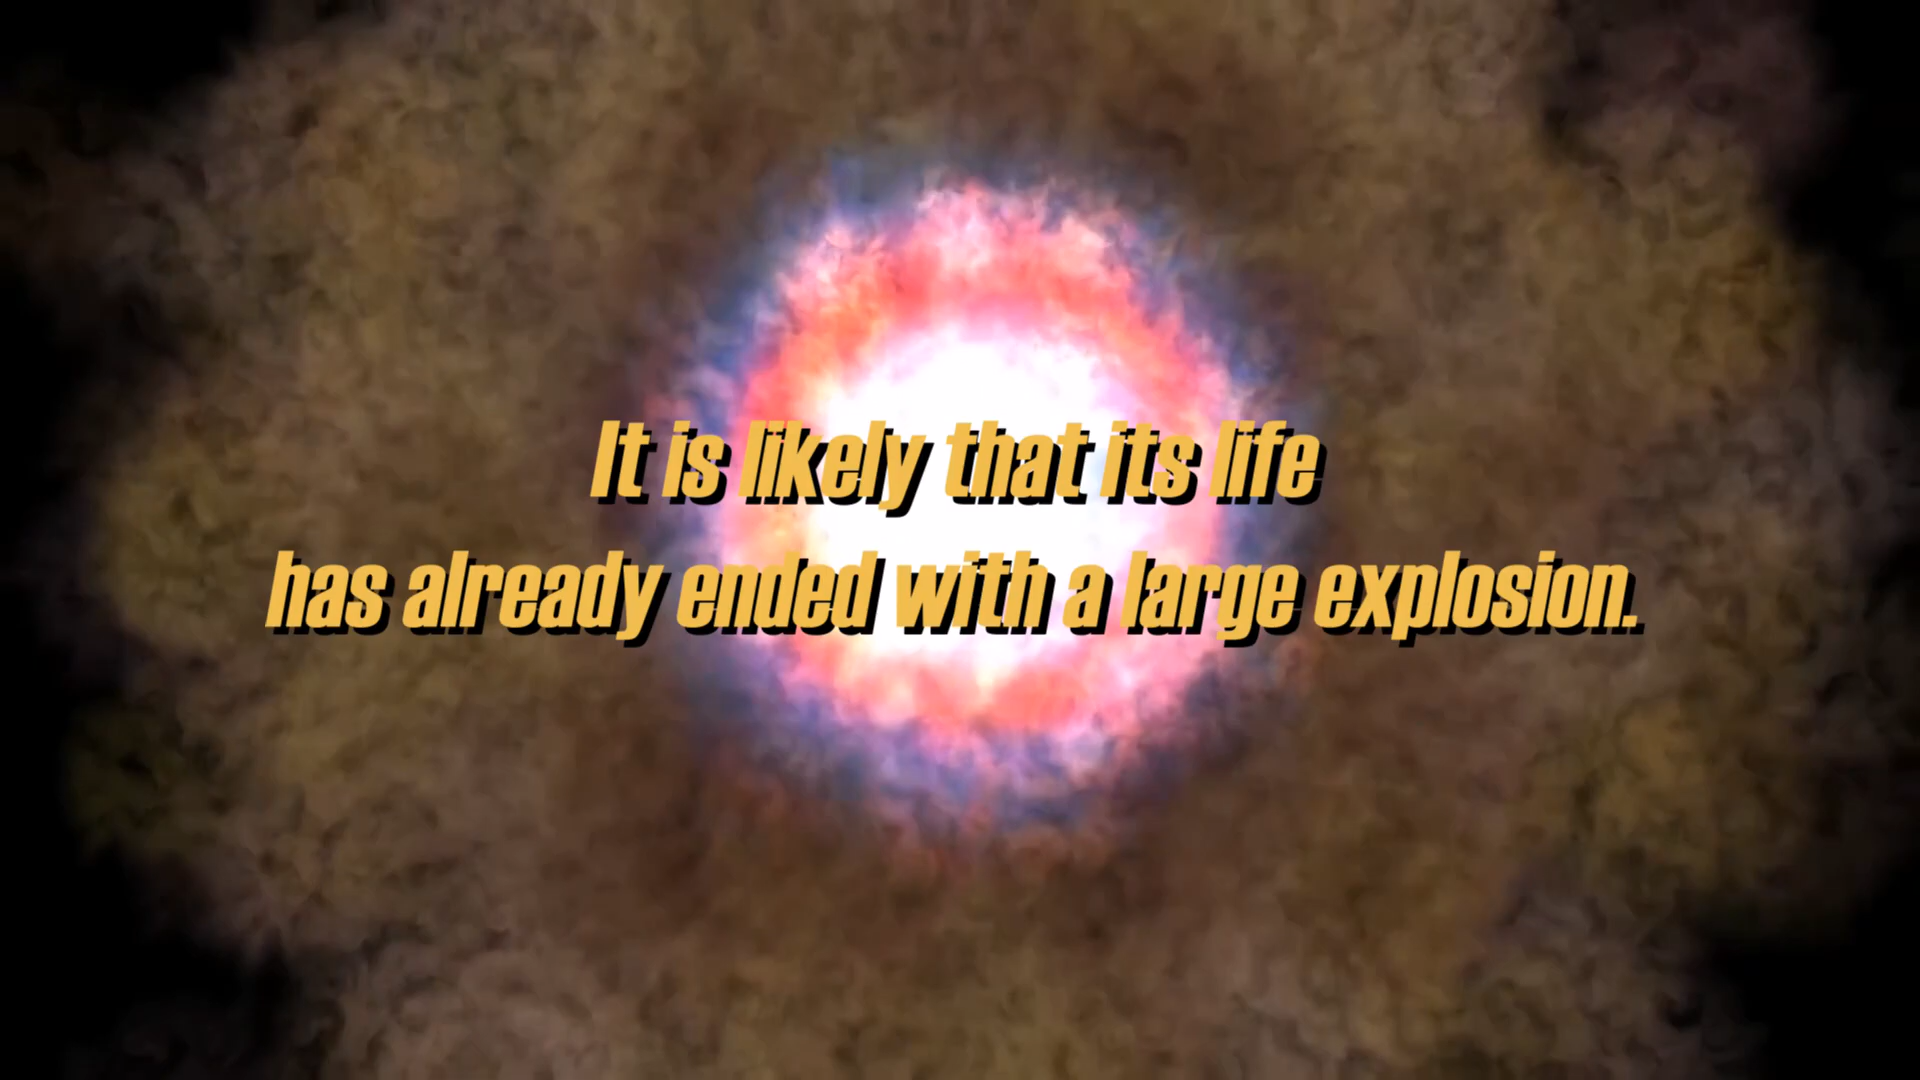 It is likely that its life
has already ended with a large explosion.